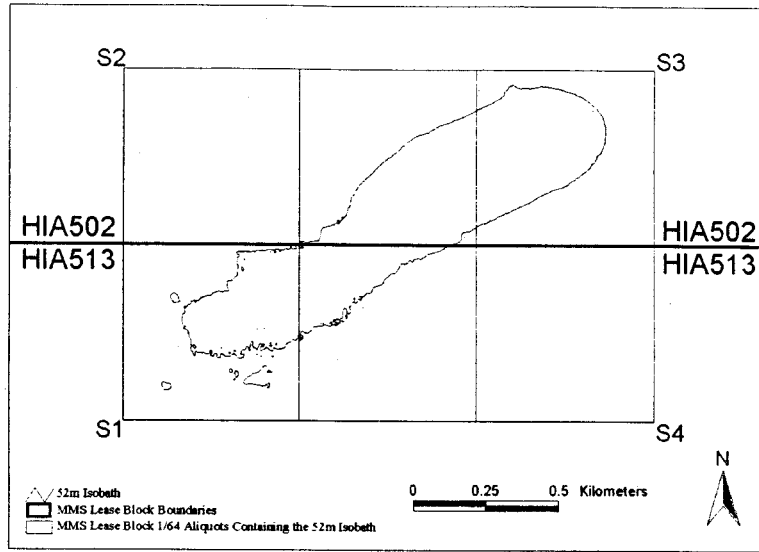 S2
S3
HIA502
HIA502
HIA513
HIA513
S1
S4
N
52m Isobath
MMS Lease Block Boundaries
MMS Lease Block 1/64 Aliquots Containing the 52m Isobath
0 0.25 0.5 Kilometers